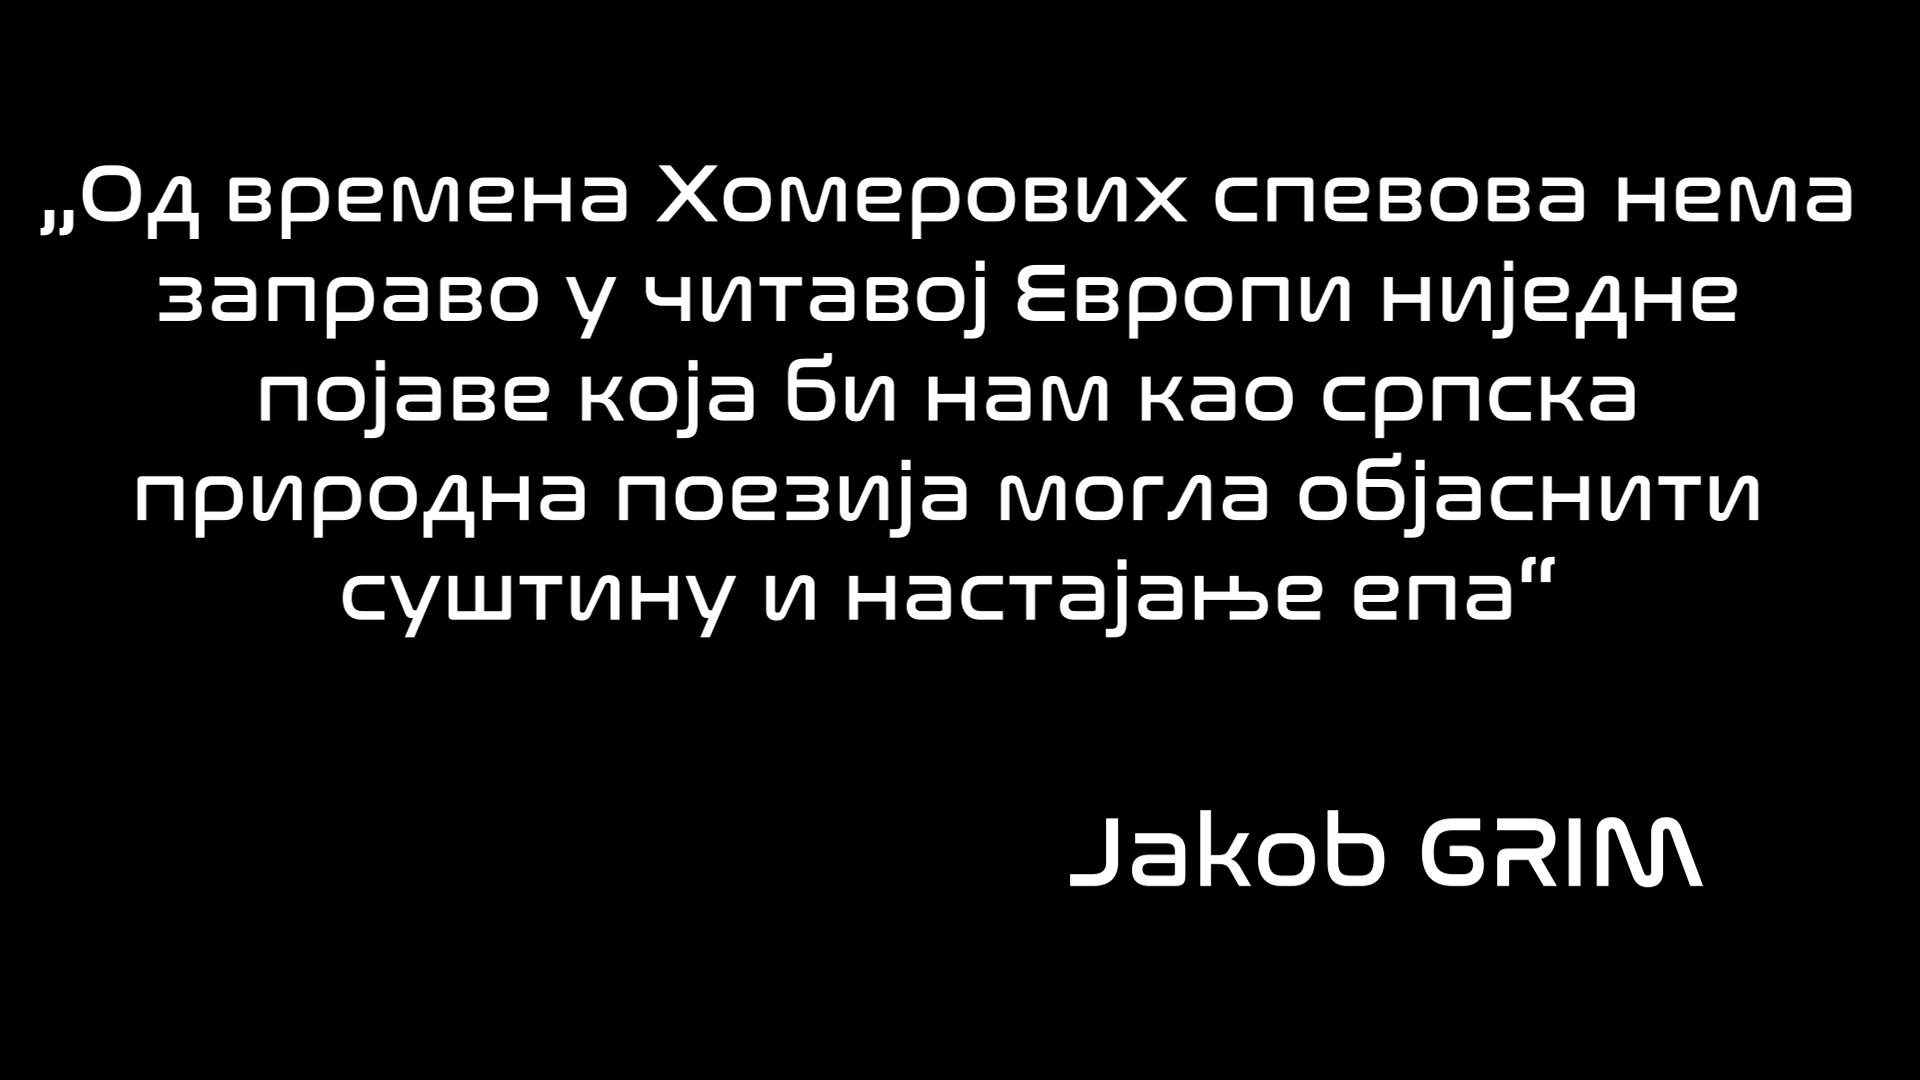 „Од времена Хомерових спевова нема
заправо у читавој Европи ниједне
појаве која би нам као српска
природна поезија могла објаснити
суштину и настајање епа“
Jakob GRIM